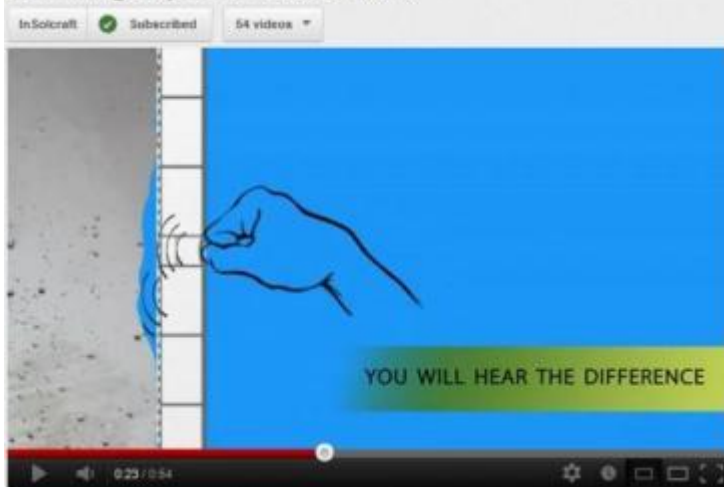 InSolcraft Subscribed 54 videos
YOU WILL HEAR THE DIFFERENCE
0:23 / 0:54